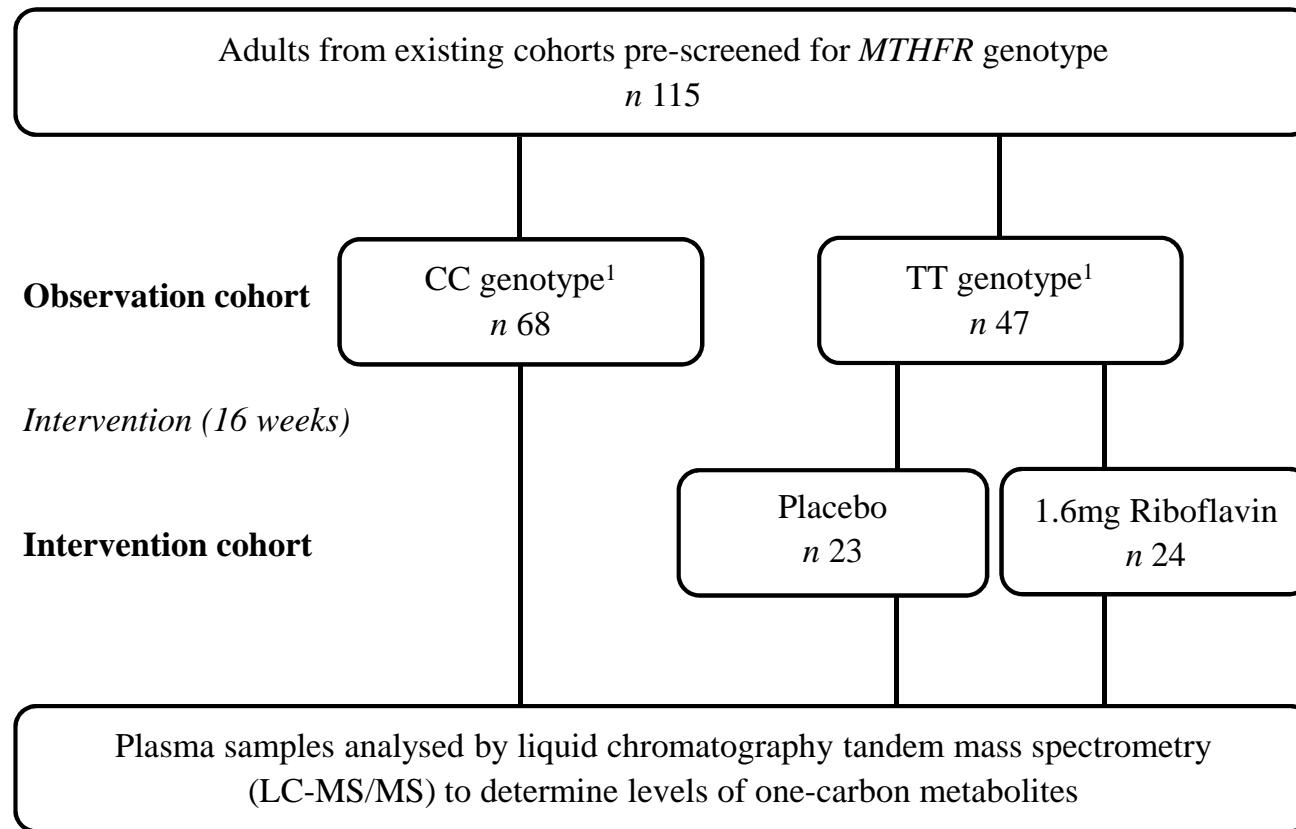 Adults from existing cohorts pre-screened for MTHFR genotype
n 115
Observation cohort
CC genotype¹
n 68
TT genotype¹
n 47
Intervention (16 weeks)
Intervention cohort
Placebo
n 23
1.6mg Riboflavin
n 24
Plasma samples analysed by liquid chromatography tandem mass spectrometry
(LC-MS/MS) to determine levels of one-carbon metabolites